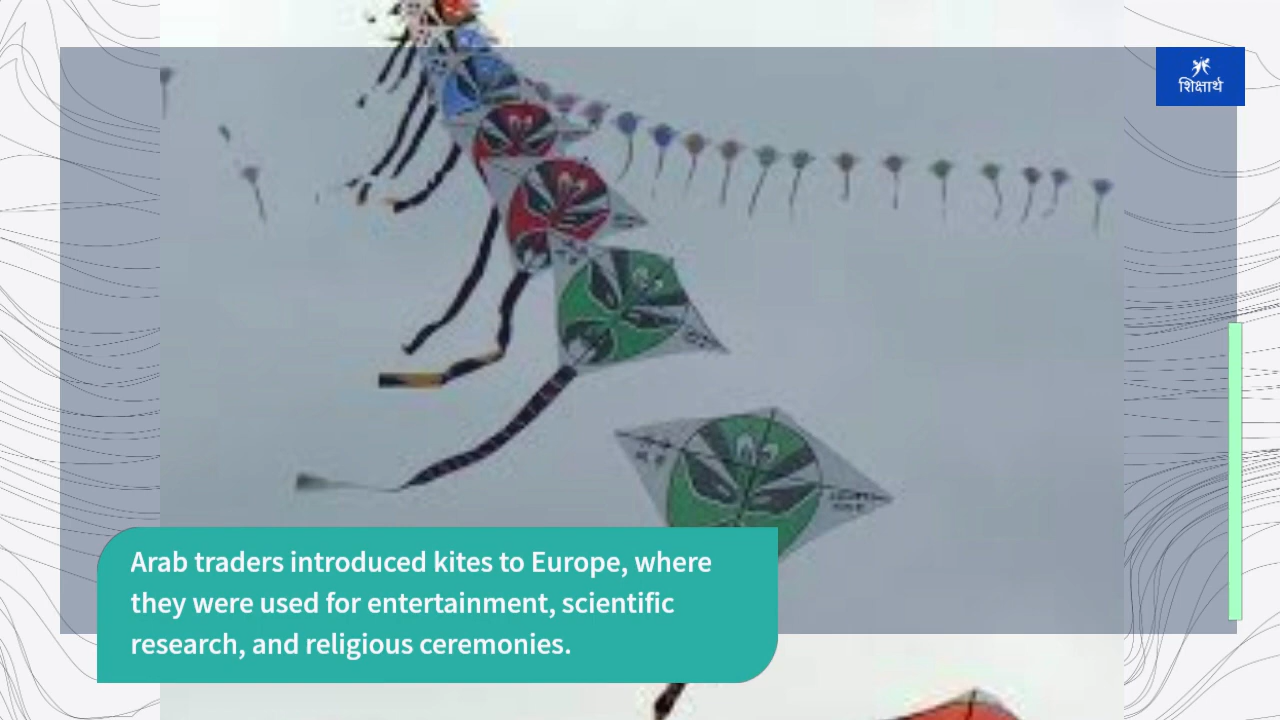 शिक्षार्थ
Arab traders introduced kites to Europe, where
they were used for entertainment, scientific
research, and religious ceremonies.